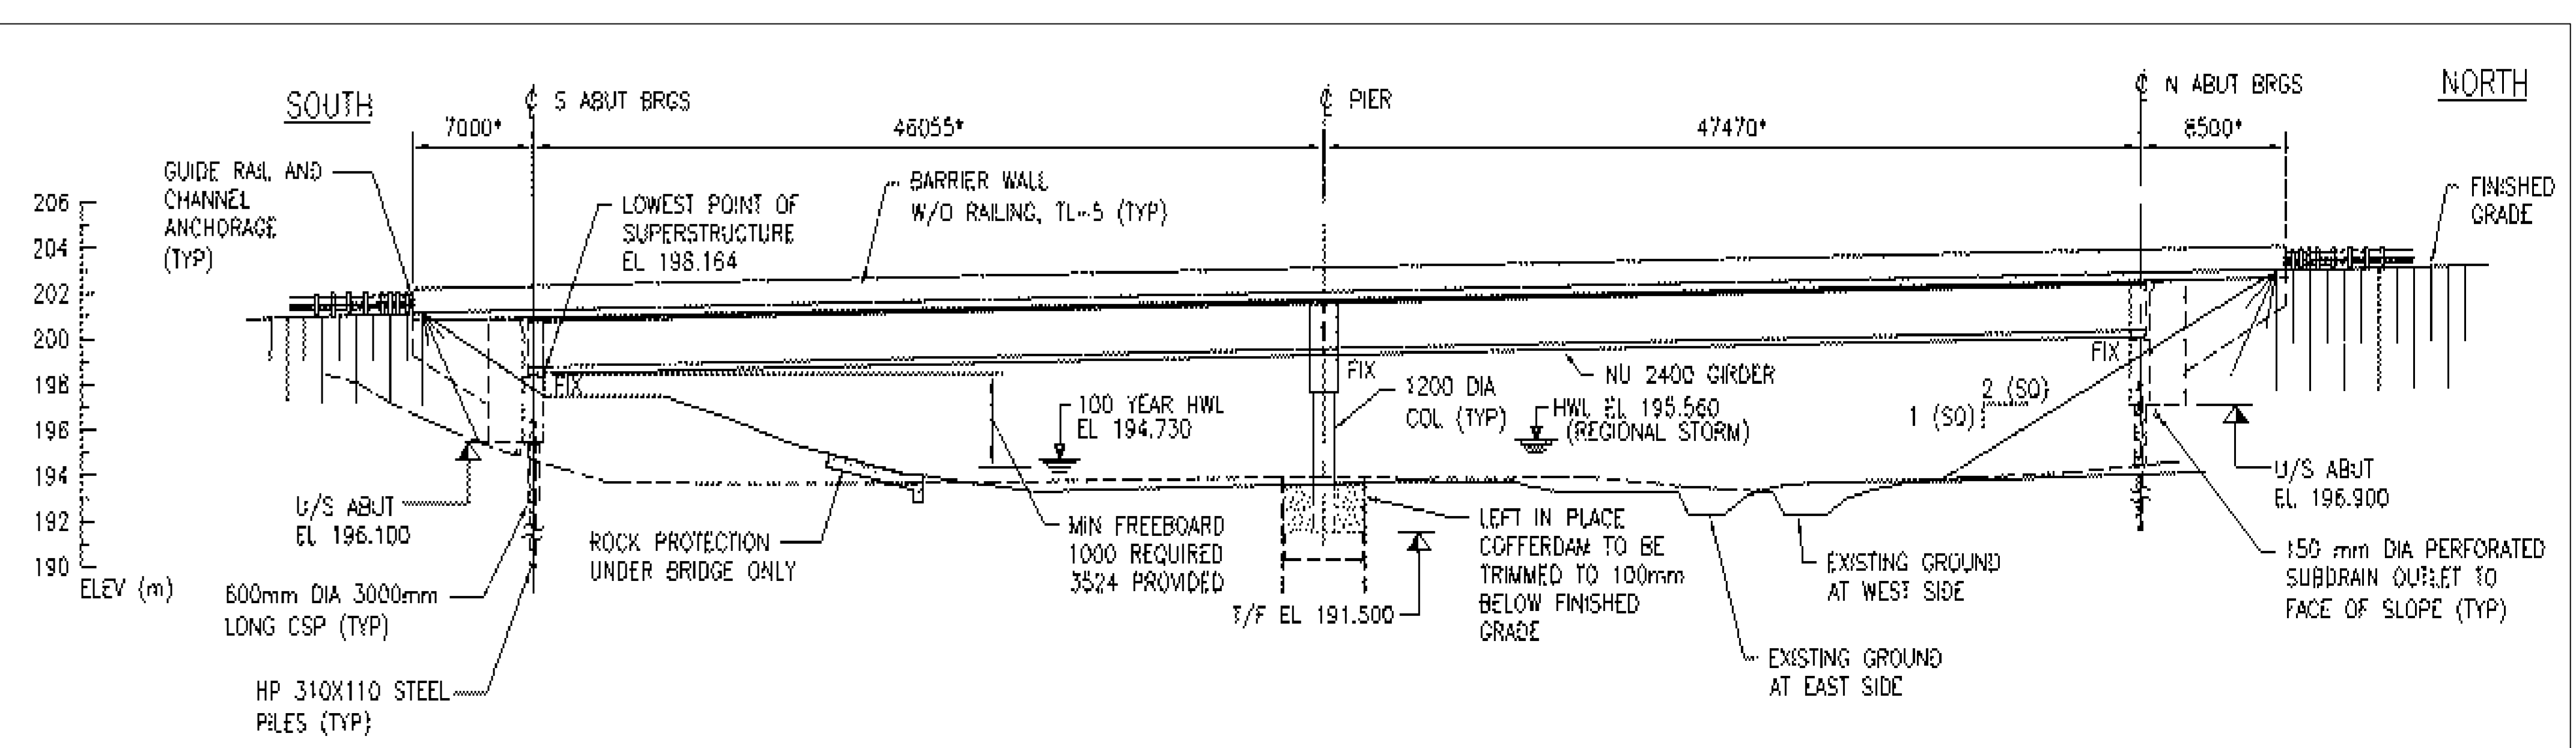 SOUTH
℄ S ABUT BRGS
℄ PIER
℄ N ABUT BRGS
NORTH
7000*
46055*
47470*
8500*
GUIDE RAIL AND
CHANNEL
ANCHORAGE
(TYP)
LOWEST POINT OF
SUPERSTRUCTURE
EL 198.164
BARRIER WALL
W/O RAILING, TL-5 (TYP)
FINISHED
GRADE
206
204
202
200
198
196
194
192
190
ELEV (m)
FIX
FIX
FIX
NU 2400 GIRDER
1200 DIA
COL (TYP)
100 YEAR HWL
EL 194.730
HWL EL 195.560
(REGIONAL STORM)
2 (SQ)
1 (SQ)
U/S ABUT
EL 196.100
U/S ABUT
EL 196.900
ROCK PROTECTION
UNDER BRIDGE ONLY
MIN FREEBOARD
1000 REQUIRED
3524 PROVIDED
LEFT IN PLACE
COFFERDAM TO BE
TRIMMED TO 100mm
BELOW FINISHED
GRADE
T/F EL 191.500
EXISTING GROUND
AT WEST SIDE
EXISTING GROUND
AT EAST SIDE
150 mm DIA PERFORATED
SUBDRAIN OUTLET TO
FACE OF SLOPE (TYP)
600mm DIA 3000mm
LONG CSP (TYP)
HP 310X110 STEEL
PILES (TYP)